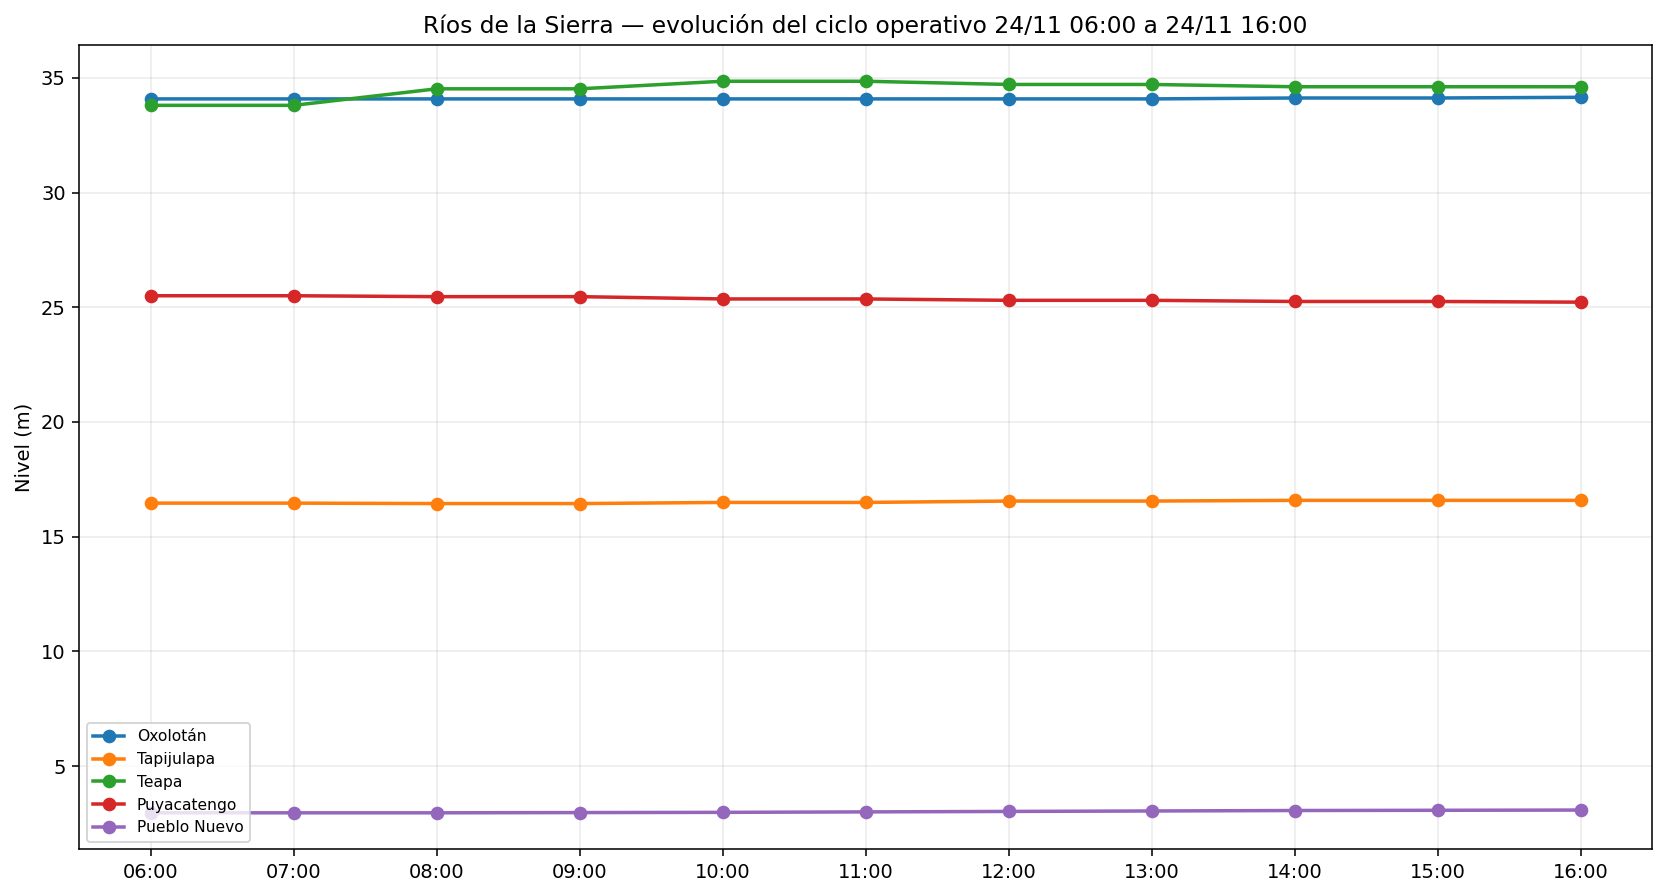 Ríos de la Sierra — evolución del ciclo operativo 24/11 06:00 a 24/11 16:00
Nivel (m)
35
30
25
20
15
10
5
Oxolotán
Tapijulapa
Teapa
Puyacatengo
Pueblo Nuevo
06:00 07:00 08:00 09:00 10:00 11:00 12:00 13:00 14:00 15:00 16:00